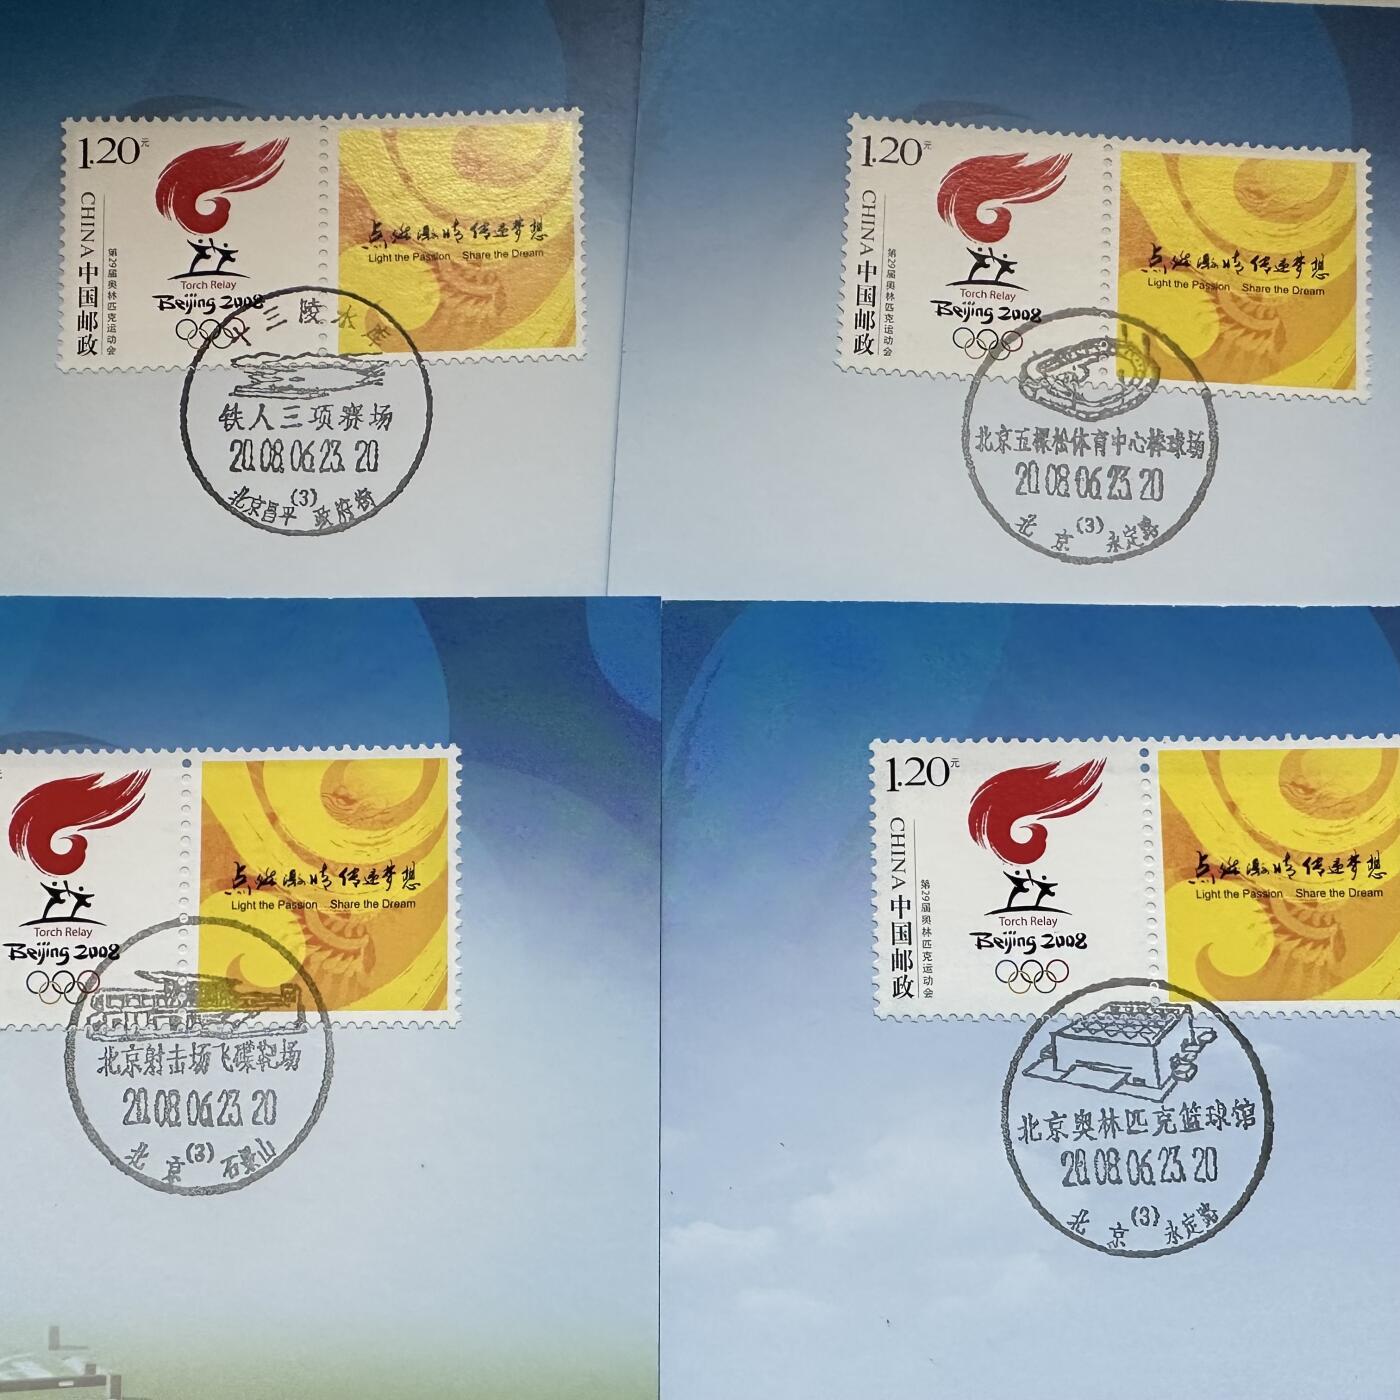 1.20元
CHINA 中国邮政
第29届奥林匹克运动会
Torch Relay
Beijing 2008
点燃激情 传递梦想
Light the Passion Share the Dream
十三陵水库
铁人三项赛场
2008.06.23. 20
(3)
北京昌平 政府街
1.20元
CHINA 中国邮政
第29届奥林匹克运动会
Torch Relay
Beijing 2008
点燃激情 传递梦想
Light the Passion Share the Dream
北京五棵松体育中心棒球场
2008.06.23. 20
(3)
北京 永定路
元
Torch Relay
Beijing 2008
点燃激情 传递梦想
Light the Passion Share the Dream
北京射击场飞碟靶场
2008.06.23. 20
(3)
北京 石景山
1.20元
CHINA 中国邮政
第29届奥林匹克运动会
Torch Relay
Beijing 2008
点燃激情 传递梦想
Light the Passion Share the Dream
北京奥林匹克篮球馆
2008.06.23. 20
(3)
北京 永定路